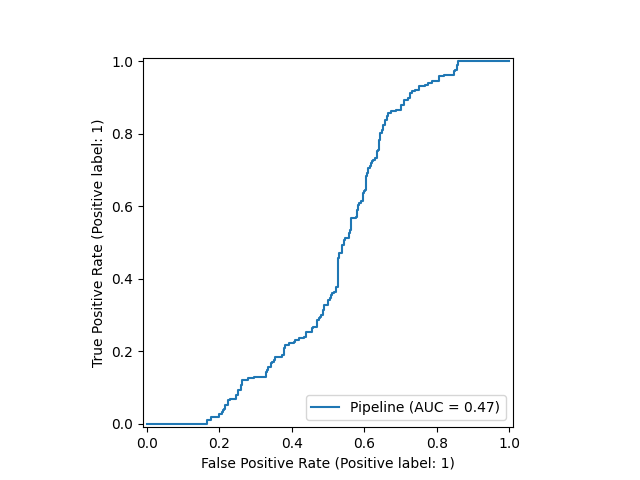 1.0
0.8
0.6
0.4
0.2
0.0
True Positive Rate (Positive label: 1)
Pipeline (AUC = 0.47)
0.0 0.2 0.4 0.6 0.8 1.0
False Positive Rate (Positive label: 1)